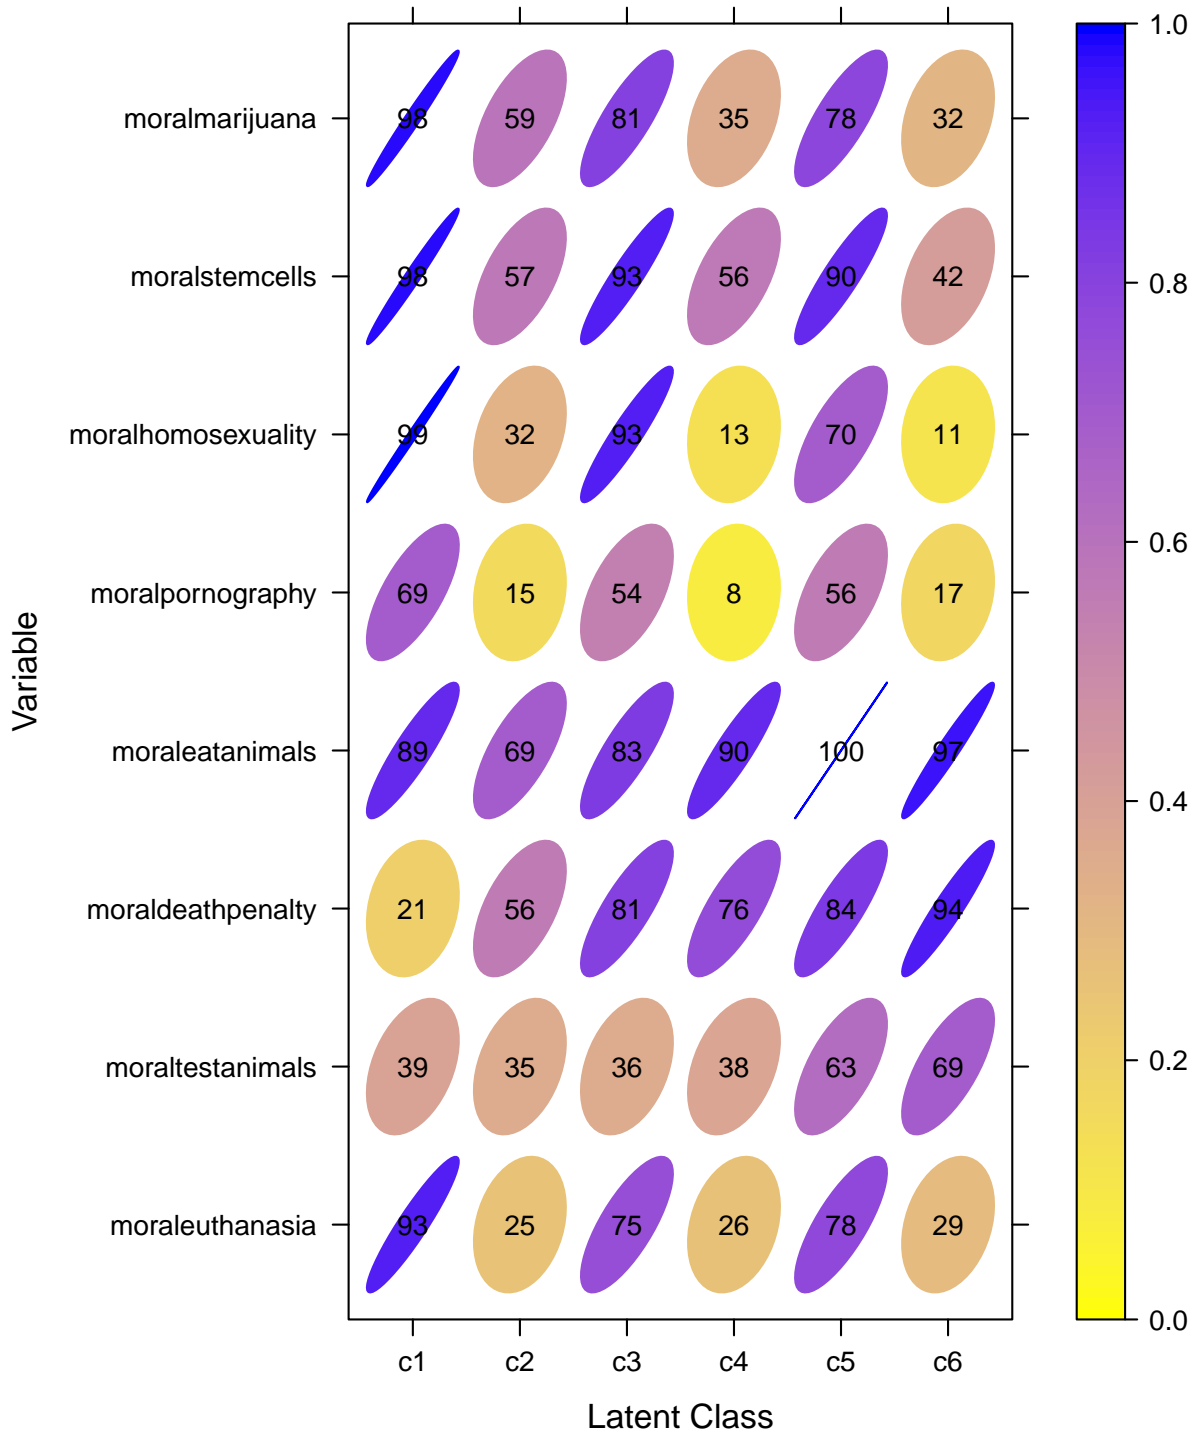 moralmarijuana 98 59 81 35 78 32
moralstemcells 98 57 93 56 90 42
moralhomosexuality 99 32 93 13 70 11
moralpornography 69 15 54 8 56 17
moraleatanimals 89 69 83 90 100 97
moraldeathpenalty 21 56 81 76 84 94
moraltestanimals 39 35 36 38 63 69
moraleuthanasia 93 25 75 26 78 29
c1 c2 c3 c4 c5 c6
Latent Class
Variable
1.0
0.8
0.6
0.4
0.2
0.0